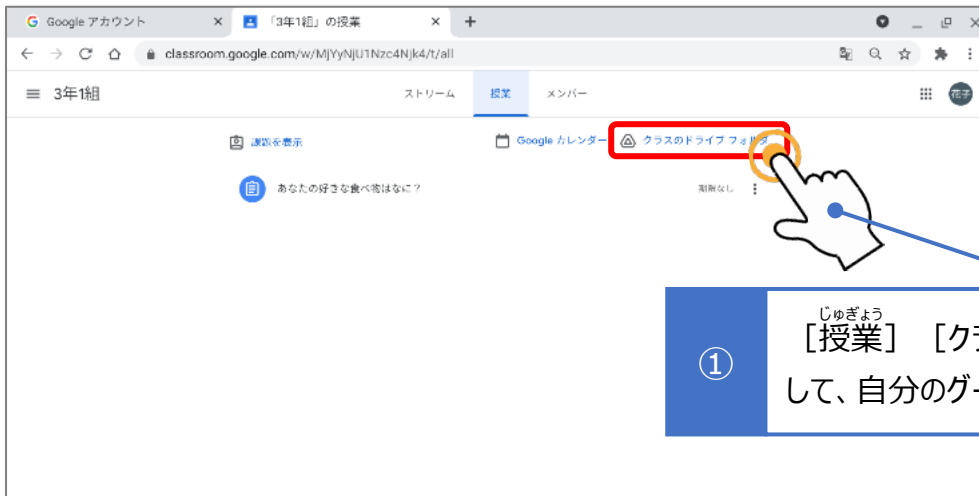 Google アカウント
「3年1組」の授業
classroom.google.com/w/MjYyNjU1Nzc4Njk4/t/all
3年1組
ストリーム
授業
メンバー
花子
課題を表示
Google カレンダー
クラスのドライブ フォルダ
あなたの好きな食べ物はなに？
期限なし
①
じゅぎょう
［授業］［ク
して、自分のグー